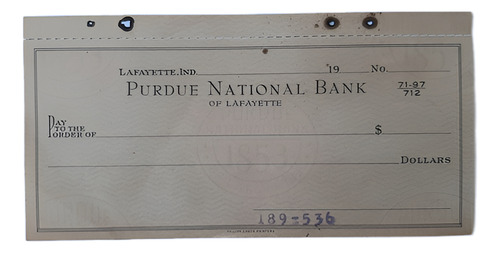 LAFAYETTE, IND. 19 No.
PURDUE NATIONAL BANK
OF LAFAYETTE
71-97
712
PAY
TO THE
ORDER OF $
DOLLARS
189-536